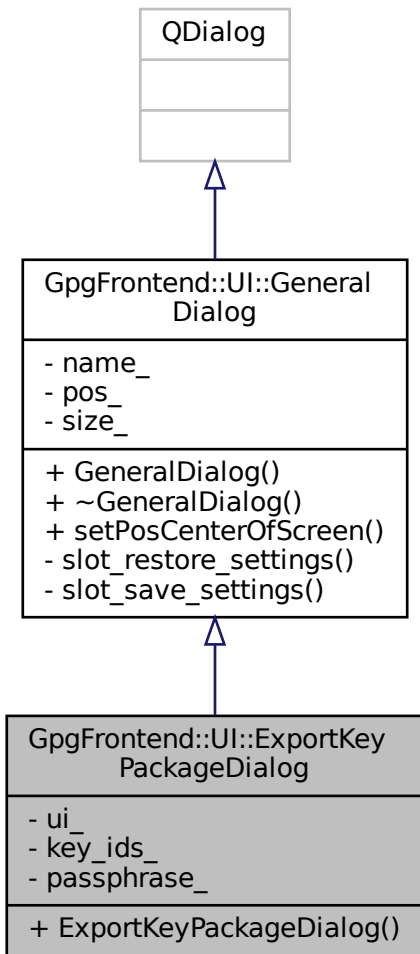 QDialog
GpgFrontend::UI::General
Dialog
- name_
- pos_
- size_
+ GeneralDialog()
+ ~GeneralDialog()
+ setPosCenterOfScreen()
- slot_restore_settings()
- slot_save_settings()
GpgFrontend::UI::ExportKey
PackageDialog
- ui_
- key_ids_
- passphrase_
+ ExportKeyPackageDialog()